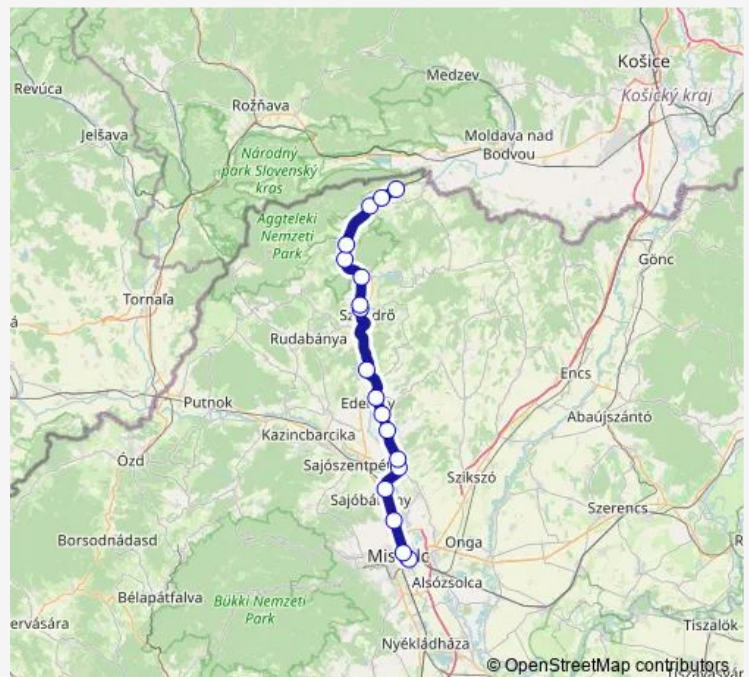 Košice
Medzev
Revúca
Košický kraj
Rožňava
Jelšava
Moldava nad
Bodvou
Národný
park Slovenský
kras
Aggteleki
Nemzeti
Park
Gönc
Tornaľa
Rudabánya
Encs
Putnok
Abaújszántó
Kazincbarcika
Ózd
Szikszó
Szerencs
Borsodnádasd
Onga
Alsózsolca
Bélapátfalva
Bükki Nemzeti
Park
Tiszalök
Nyékládháza
© OpenStreetMap contributors